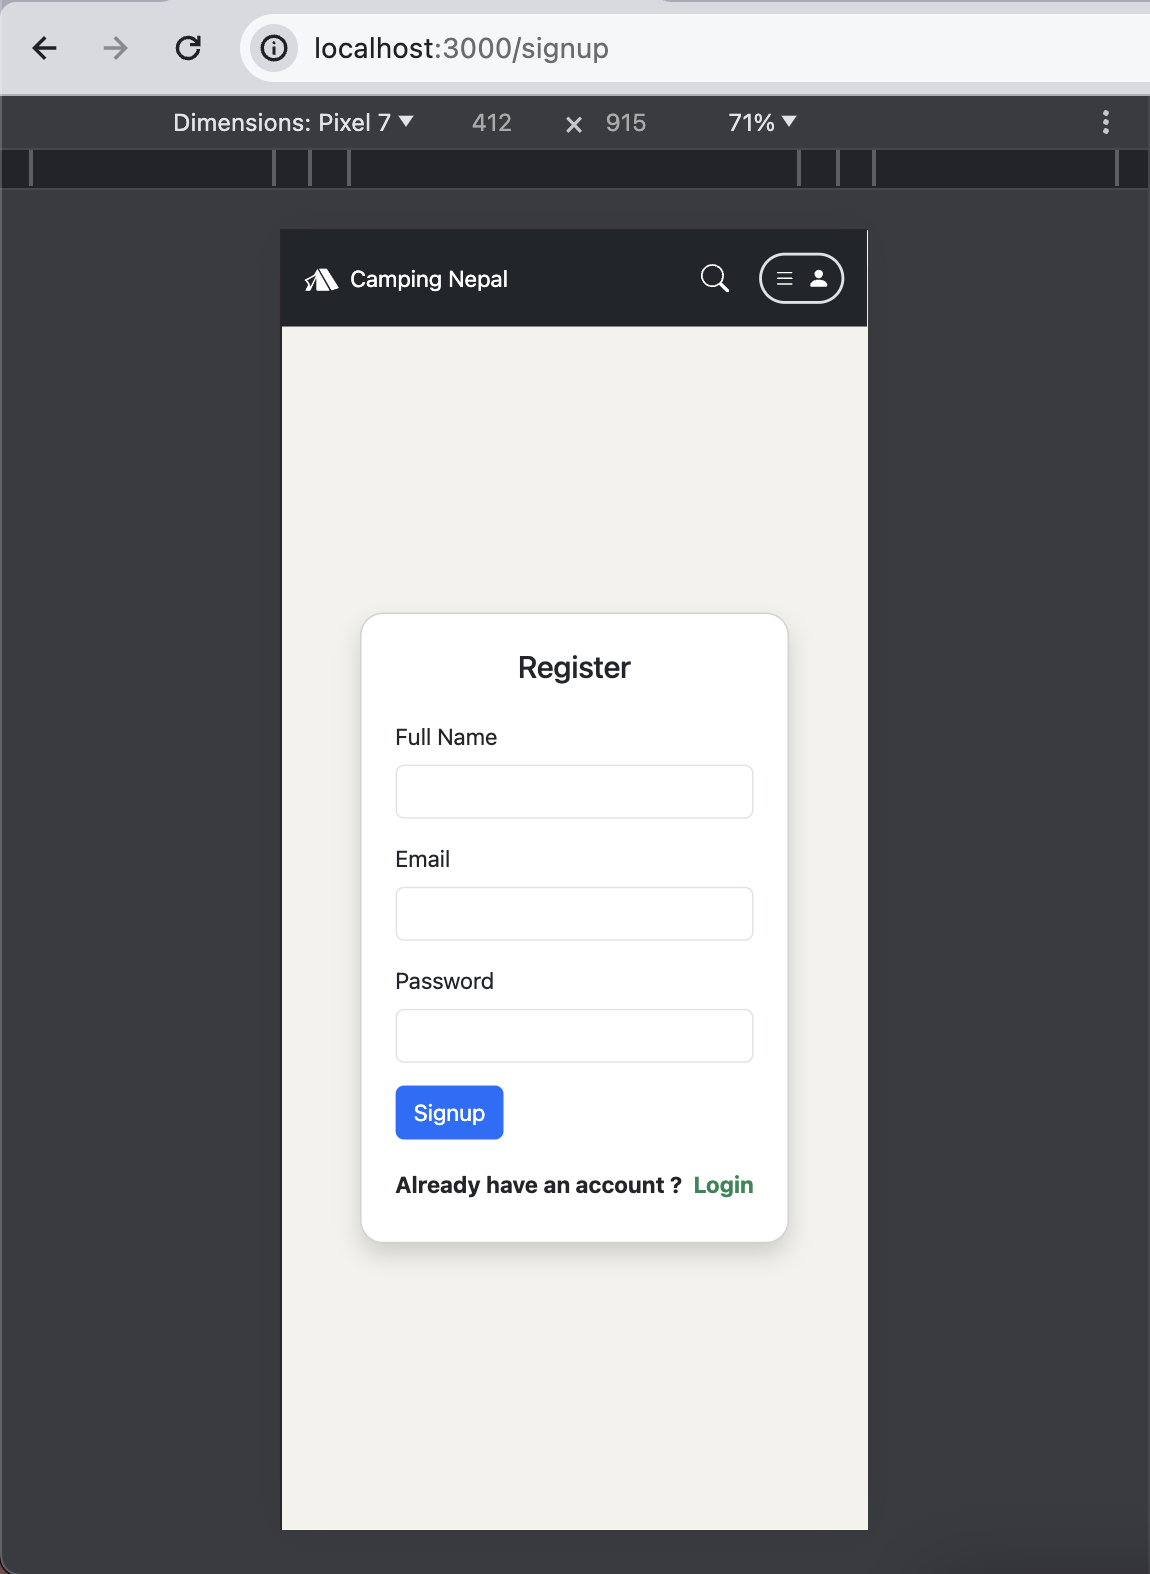 localhost:3000/signup
Dimensions: Pixel 7 412 × 915 71%
Camping Nepal
Register
Full Name
Email
Password
Signup
Already have an account ? Login